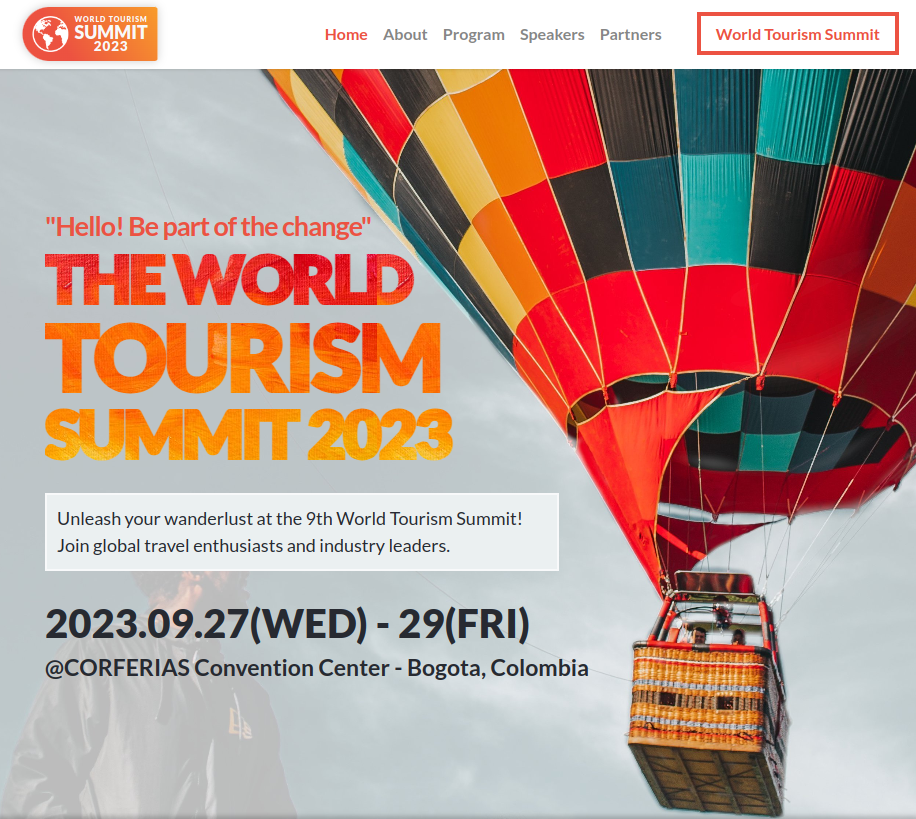 WORLD TOURISM
SUMMIT
2023
Home About Program Speakers Partners World Tourism Summit
"Hello! Be part of the change"
THE WORLD
TOURISM
SUMMIT 2023
Unleash your wanderlust at the 9th World Tourism Summit!
Join global travel enthusiasts and industry leaders.
2023.09.27(WED) - 29(FRI)
@CORFERIAS Convention Center - Bogota, Colombia